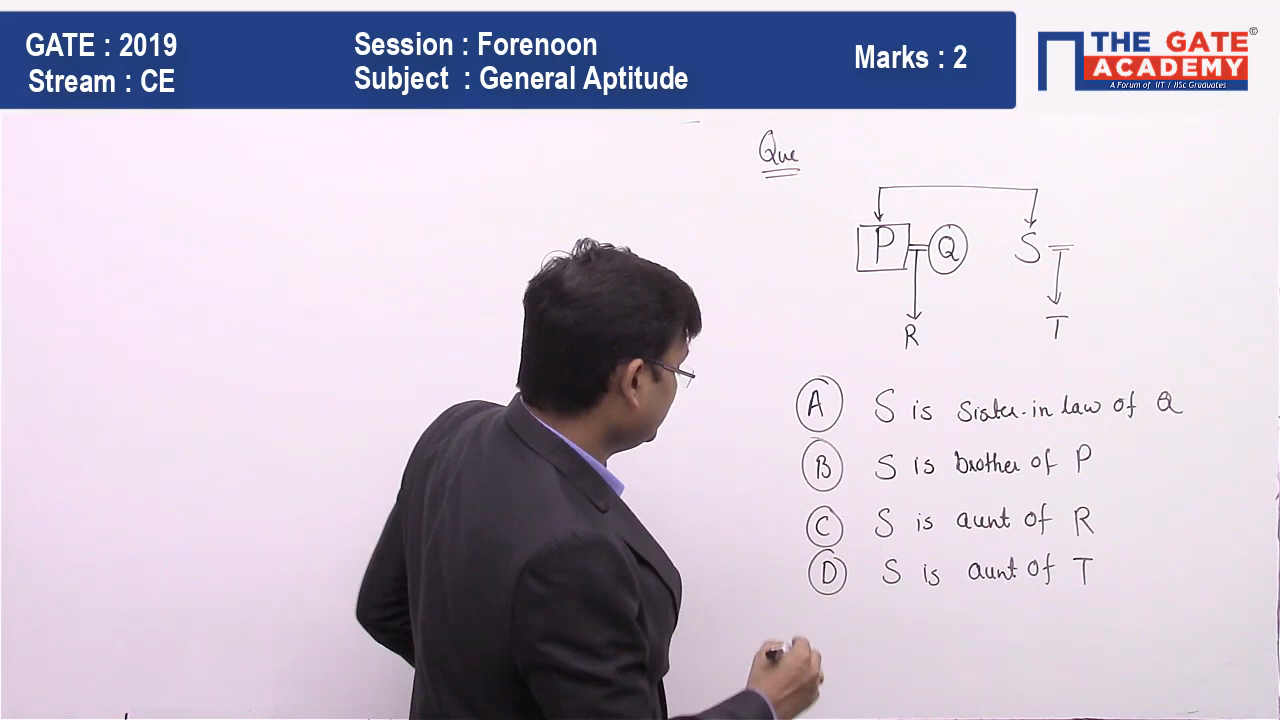 GATE : 2019
Stream : CE
Session : Forenoon
Subject : General Aptitude
Marks : 2
THE GATE ACADEMY
A Forum of IIT / IISc Graduates
©
Que
P Q S
R T
A S is sister-in law of Q
B S is brother of P
C S is aunt of R
D S is aunt of T